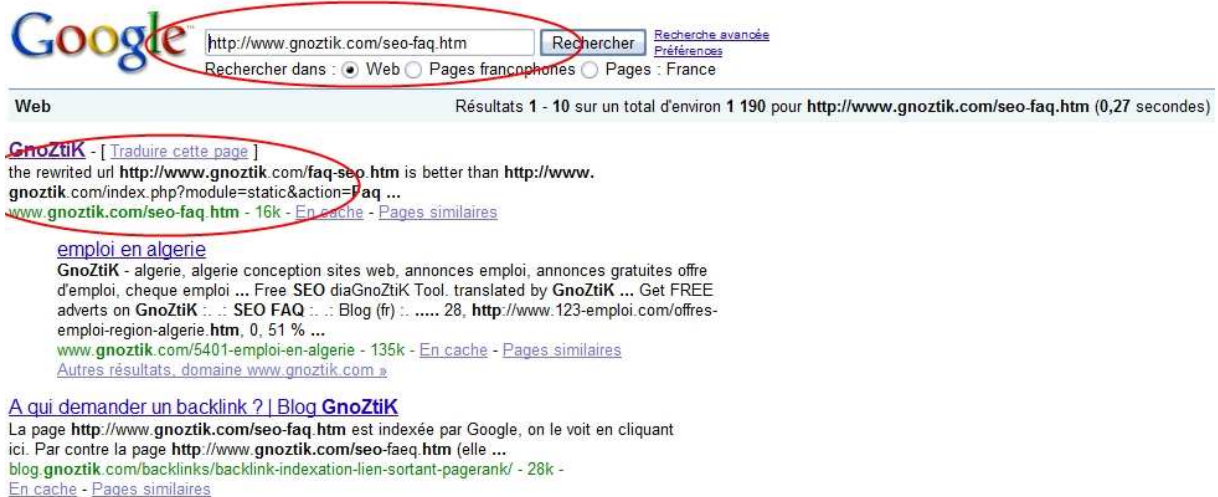 Google™
http://www.gnoztik.com/seo-faq.htm Rechercher Recherche avancée
Préférences
Rechercher dans : Web Pages francophones Pages : France
Web Résultats 1 - 10 sur un total d'environ 1 190 pour http://www.gnoztik.com/seo-faq.htm (0,27 secondes)
GnoZtiK - [ Traduire cette page ]
the rewrited url http://www.gnoztik.com/faq-seo.htm is better than http://www.
gnoztik.com/index.php?module=static&action=Faq ...
www.gnoztik.com/seo-faq.htm - 16k - En cache - Pages similaires
emploi en algerie
GnoZtiK - algerie, algerie conception sites web, annonces emploi, annonces gratuites offre
d'emploi, cheque emploi ... Free SEO diaGnoZtiK Tool. translated by GnoZtiK ... Get FREE
adverts on GnoZtiK :. .: SEO FAQ :. .: Blog (fr) :. ..... 28, http://www.123-emploi.com/offres-
emploi-region-algerie.htm, 0, 51 % ...
www.gnoztik.com/5401-emploi-en-algerie - 135k - En cache - Pages similaires
Autres résultats, domaine www.gnoztik.com »
A qui demander un backlink ? | Blog GnoZtiK
La page http://www.gnoztik.com/seo-faq.htm est indexée par Google, on le voit en cliquant
ici. Par contre la page http://www.gnoztik.com/seo-faeq.htm (elle ...
blog.gnoztik.com/backlinks/backlink-indexation-lien-sortant-pagerank/ - 28k -
En cache - Pages similaires